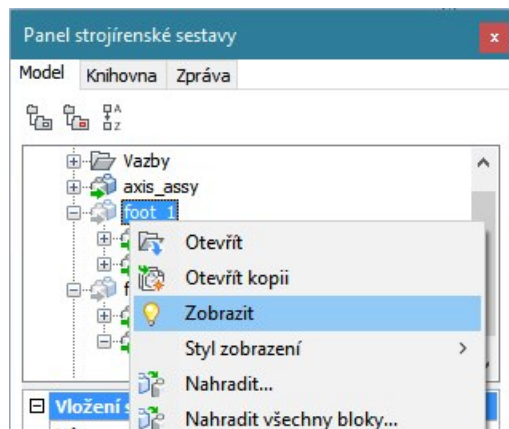 Panel strojírenské sestavy
Model Knihovna Zpráva
Vazby
axis_assy
foot_1
Otevřít
Otevřít kopii
f
Zobrazit
Styl zobrazení
Nahradit...
Vložení
Nahradit všechny bloky...